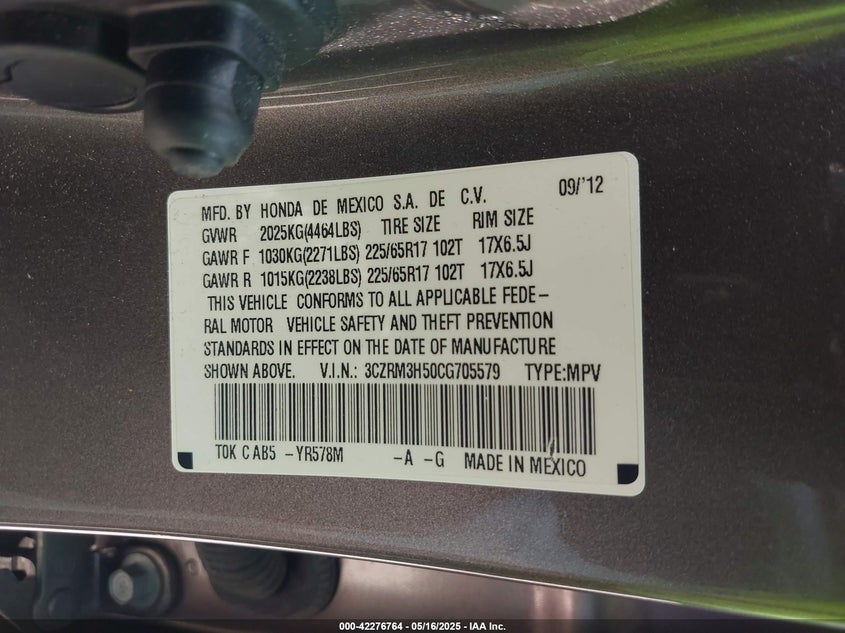 MFD. BY HONDA DE MEXICO S.A. DE C.V. 09/'12
GVWR 2025KG(4464LBS) TIRE SIZE RIM SIZE
GAWR F 1030KG(2271LBS) 225/65R17 102T 17X6.5J
GAWR R 1015KG(2238LBS) 225/65R17 102T 17X6.5J
THIS VEHICLE CONFORMS TO ALL APPLICABLE FEDE-
RAL MOTOR VEHICLE SAFETY AND THEFT PREVENTION
STANDARDS IN EFFECT ON THE DATE OF MANUFACTURE
SHOWN ABOVE. V.I.N.: 3CZRM3H50CG705579 TYPE:MPV
T0K C AB5 -YR578M -A -G MADE IN MEXICO
000-42276764 - 05/16/2025 - IAA Inc.